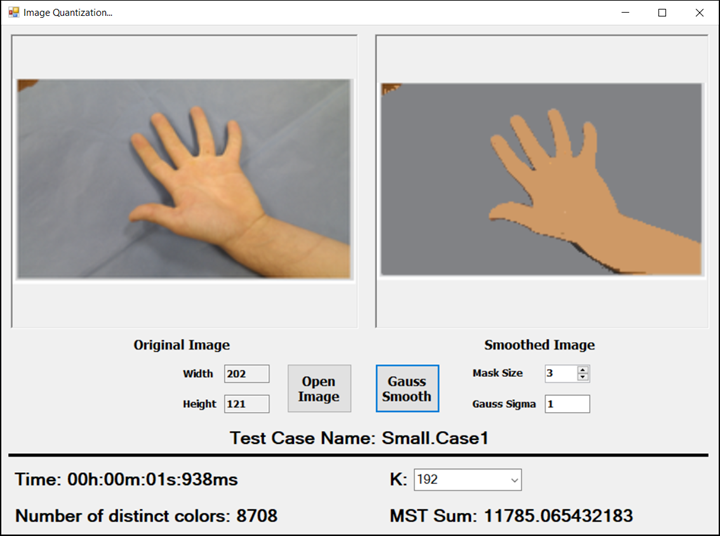 Image Quantization...
Original Image
Smoothed Image
Width 202
Height 121
Open
Image
Gauss
Smooth
Mask Size 3
Gauss Sigma 1
Test Case Name: Small.Case1
Time: 00h:00m:01s:938ms
K: 192
Number of distinct colors: 8708
MST Sum: 11785.065432183